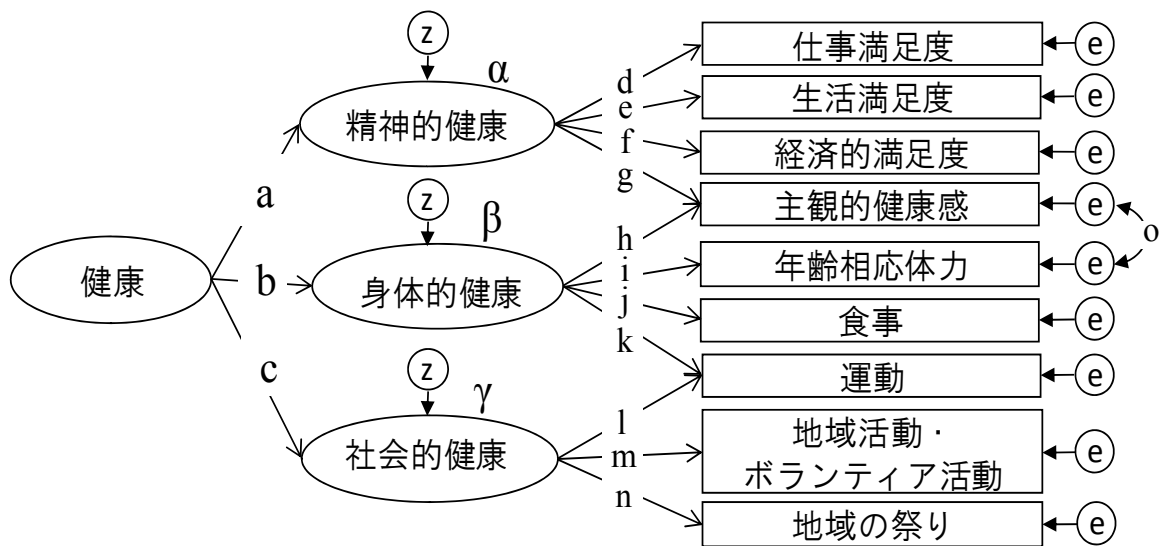 健康
a
b
c
z
α
精神的健康
z
β
身体的健康
z
γ
社会的健康
d
e
f
g
h
i
j
k
l
m
n
仕事満足度
e
生活満足度
e
経済的満足度
e
主観的健康感
e
年齢相応体力
e
o
食事
e
運動
e
地域活動・
ボランティア活動
e
地域の祭り
e